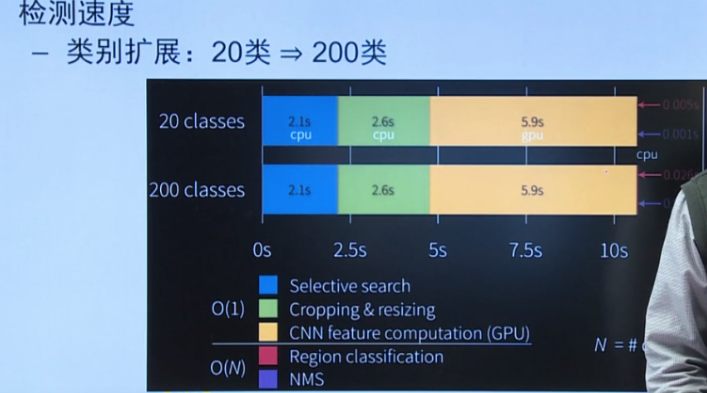 检测速度
– 类别扩展：20类 ⇒ 200类
20 classes 2.1s 2.6s 5.9s 0.005s
cpu cpu gpu 0.001s
cpu
200 classes 2.1s 2.6s 5.9s 0.026s
0s 2.5s 5s 7.5s 10s
Selective search
O(1) Cropping & resizing
CNN feature computation (GPU)
N = #
Region classification
O(N)
NMS